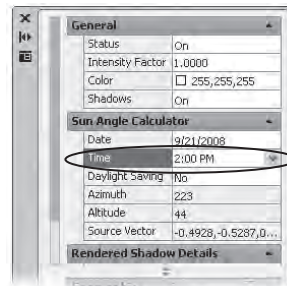 General
Status On
Intensity Factor 1.0000
Color 255,255,255
Shadows On
Sun Angle Calculator
Date 9/21/2008
Time 2:00 PM
Daylight Saving No
Azimuth 223
Altitude 44
Source Vector -0.4928,-0.5287,0...
Rendered Shadow Details